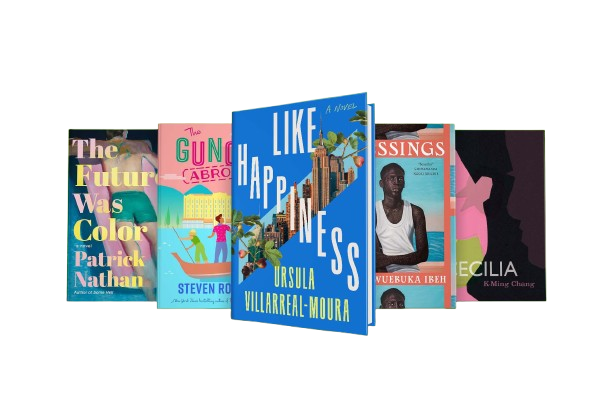 The
Futur
Was
Color
a novel
Patrick
Nathan
The
GUNC
ABRO
STEVEN RO
A NOVEL
LIKE
HAPPINESS
URSULA
VILLARREAL-MOURA
SSINGS
WUEBUKA IBEH
CECILIA
K-Ming Chang